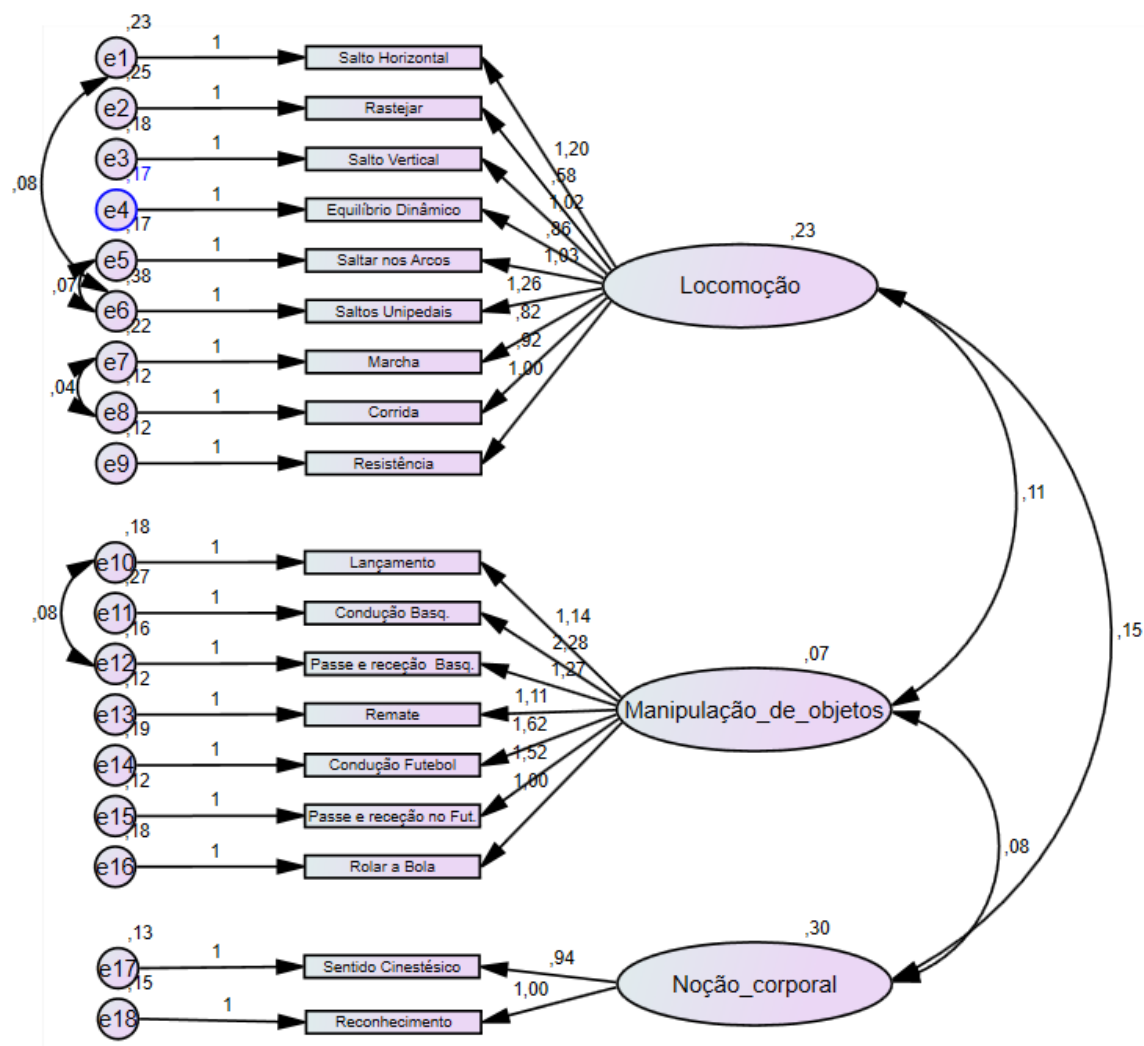 ,23
e1 1 Salto Horizontal
,25
e2 1 Rastejar
,18
e3 1 Salto Vertical
,17
e4 1 Equilíbrio Dinâmico
,17
e5 1 Saltar nos Arcos
,38
e6 1 Saltos Unipedais
,22
e7 1 Marcha
,12
e8 1 Corrida
,12
e9 1 Resistência
,08
,07
,04
1,20
,58
1,02
,86
1,03
1,26
,82
,92
1,00
,23
Locomoção
,11
,15
,18
e10 1 Lançamento
,27
e11 1 Condução Basq.
,16
e12 1 Passe e receção Basq.
,12
e13 1 Remate
,19
e14 1 Condução Futebol
,12
e15 1 Passe e receção no Fut.
,18
e16 1 Rolar a Bola
,08
1,14
2,28
1,27
1,11
1,62
1,52
1,00
,07
Manipulação_de_objetos
,08
,13
e17 1 Sentido Cinestésico
,15
e18 1 Reconhecimento
,94
1,00
,30
Noção_corporal